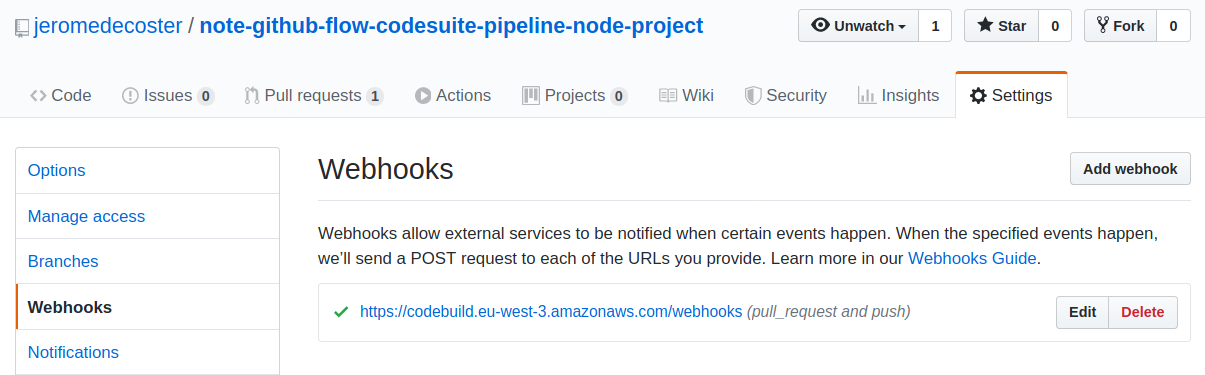 jeromedecoster / note-github-flow-codesuite-pipeline-node-project
Unwatch 1 Star 0 Fork 0
Code Issues 0 Pull requests 1 Actions Projects 0 Wiki Security Insights Settings
Options
Manage access
Branches
Webhooks
Notifications
Webhooks Add webhook
Webhooks allow external services to be notified when certain events happen. When the specified events happen,
we’ll send a POST request to each of the URLs you provide. Learn more in our Webhooks Guide.
https://codebuild.eu-west-3.amazonaws.com/webhooks (pull_request and push) Edit Delete